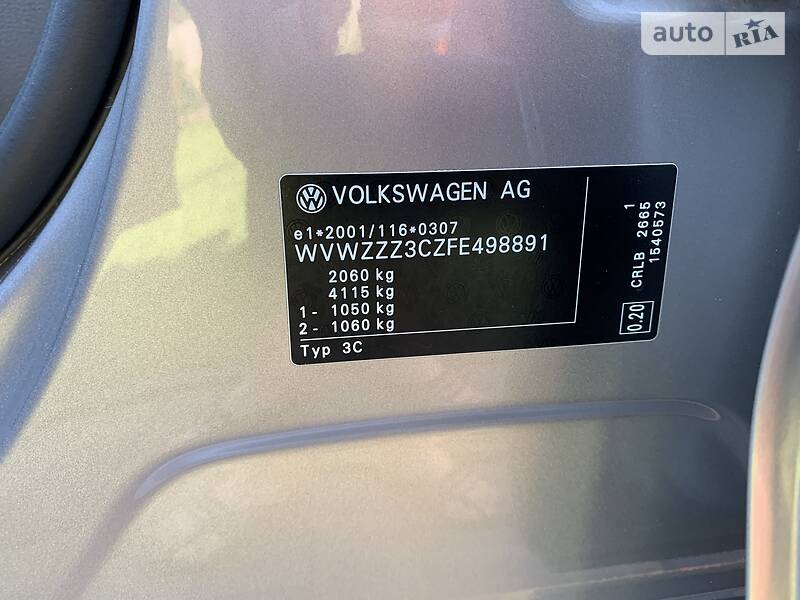 auto RIA
VOLKSWAGEN AG
e1*2001/116*0307
WVWZZZ3CZFE498891
2060 kg
4115 kg
1- 1050 kg
2- 1060 kg
Typ 3C
1
CRLB 2665
1540573
0.20